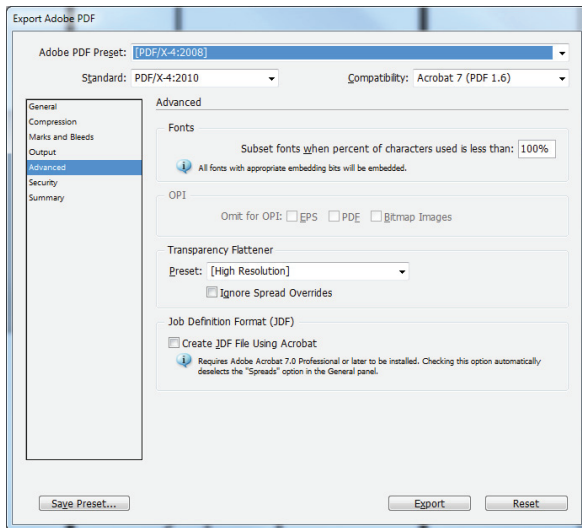 Export Adobe PDF
Adobe PDF Preset: [PDF/X-4:2008]
Standard: PDF/X-4:2010 Compatibility: Acrobat 7 (PDF 1.6)
General
Compression
Marks and Bleeds
Output
Advanced
Security
Summary
Advanced
Fonts
Subset fonts when percent of characters used is less than: 100%
All fonts with appropriate embedding bits will be embedded.
OPI
Omit for OPI: EPS PDF Bitmap Images
Transparency Flattener
Preset: [High Resolution]
Ignore Spread Overrides
Job Definition Format (JDF)
Create JDF File Using Acrobat
Requires Adobe Acrobat 7.0 Professional or later to be installed. Checking this option automatically
deselects the "Spreads" option in the General panel.
Save Preset... Export Reset